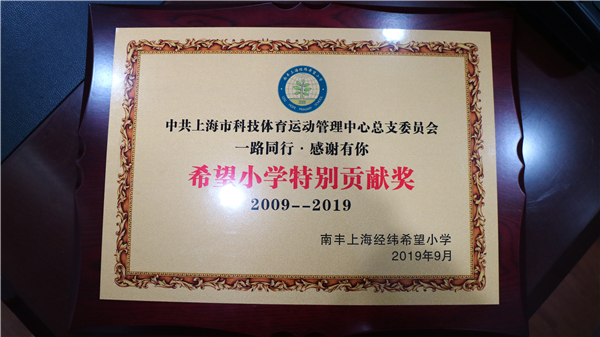 中共上海市科技体育运动管理中心总支委员会
一路同行·感谢有你
希望小学特别贡献奖
2009--2019
南丰上海经纬希望小学
2019年9月